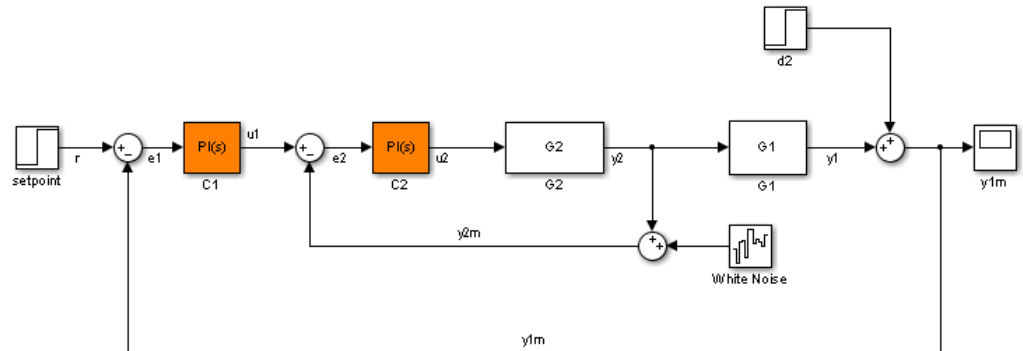 d2
setpoint
r
e1
PI(s)
C1
u1
e2
PI(s)
C2
u2
G2
G2
y2
G1
G1
y1
y1m
y2m
White Noise
y1m